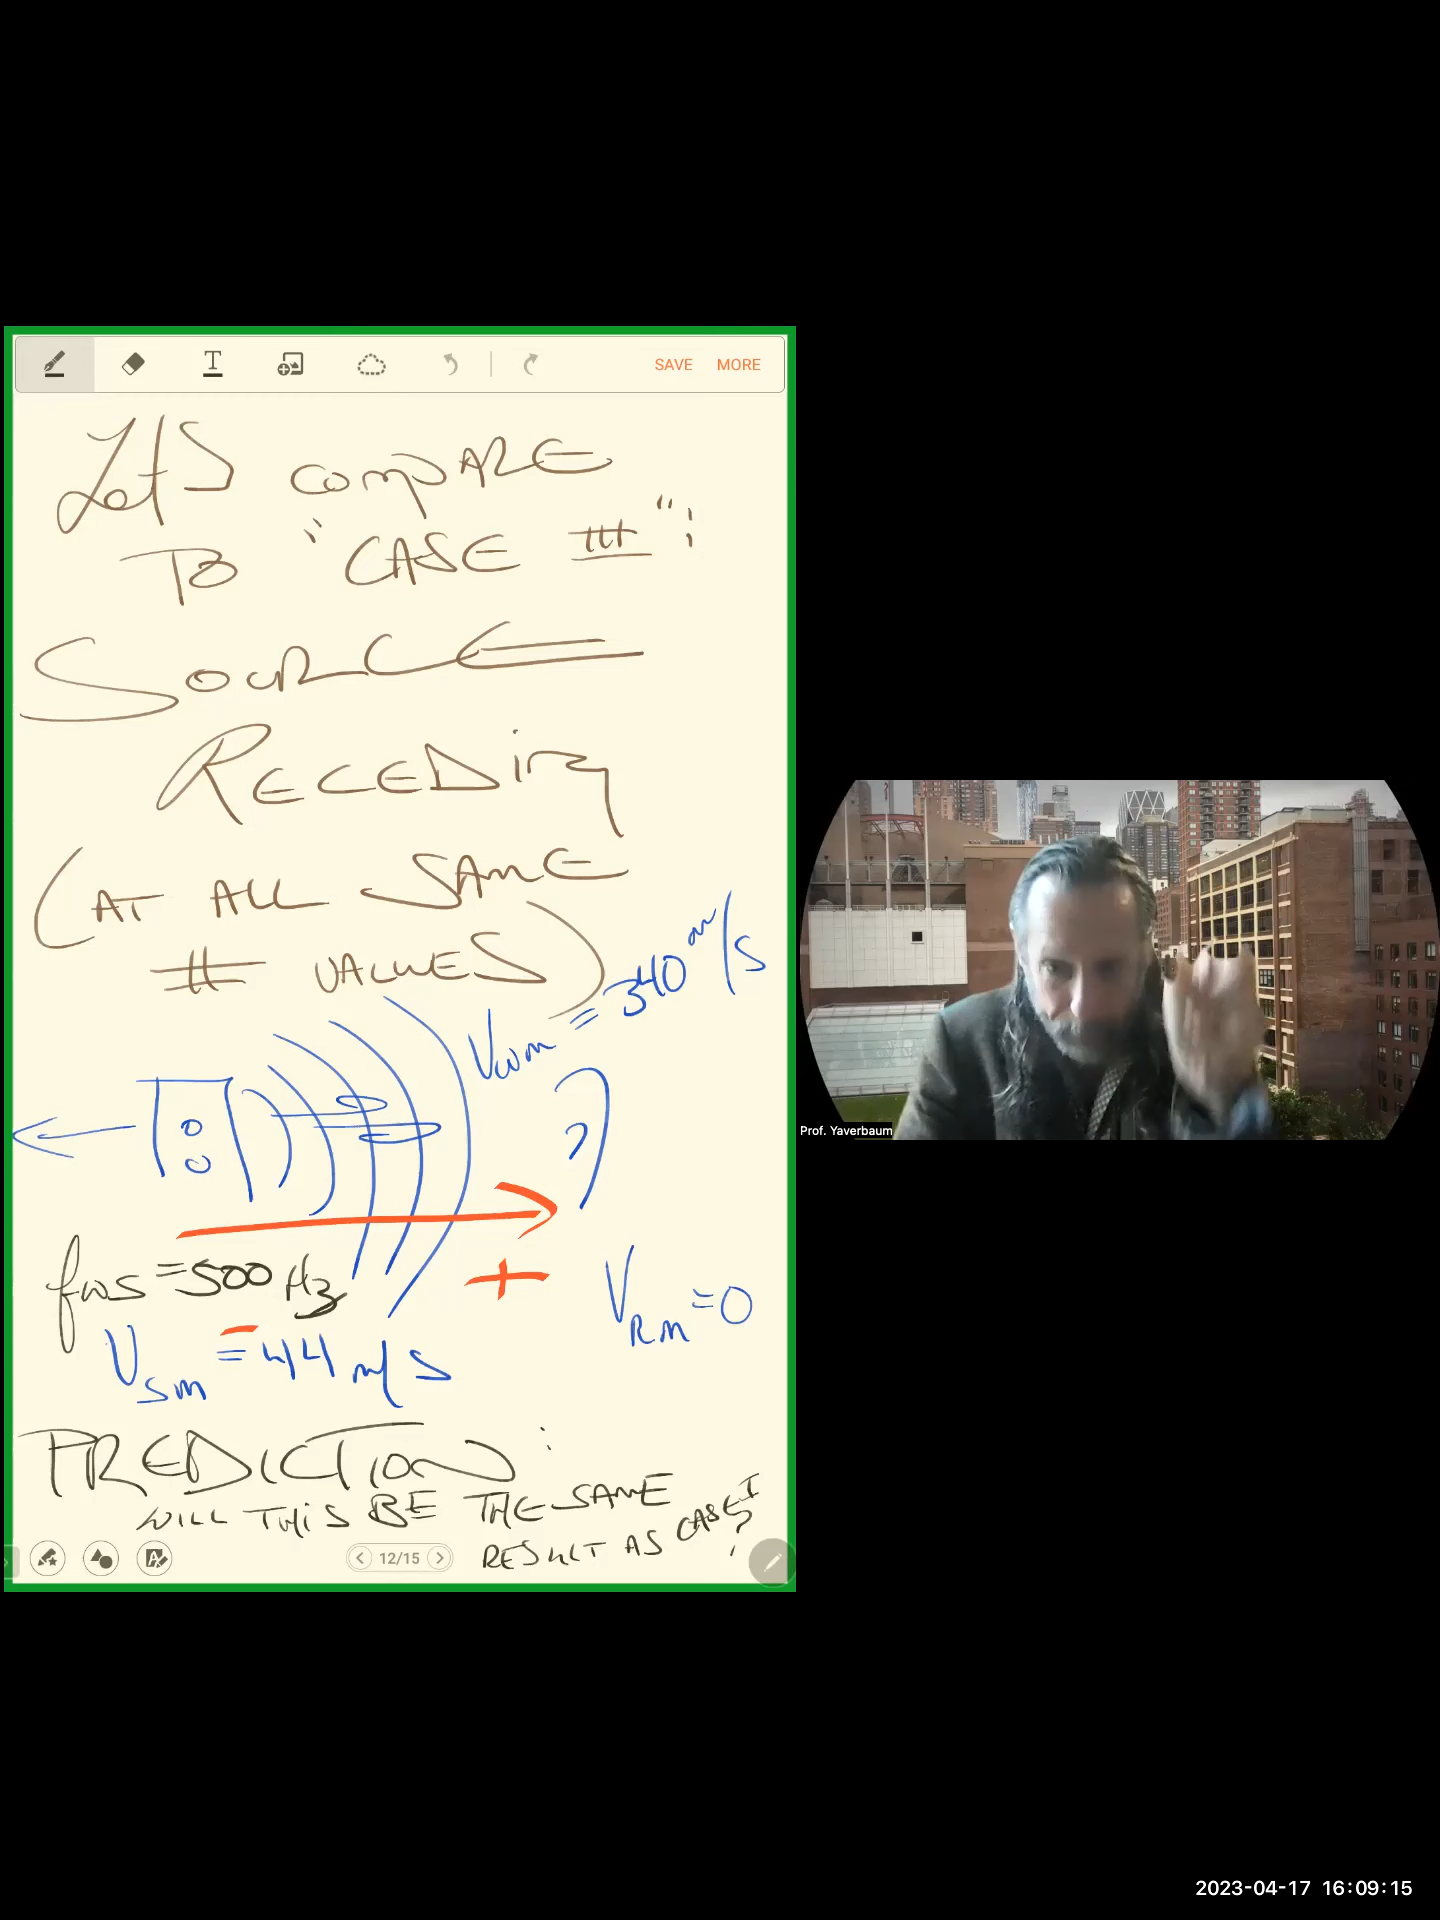 SAVE MORE
Let's COMPARE
TO "CASE III":
SOURCE
RECEDing
(AT ALL SAME
# VALUES)
Vwm = 340 m/s
fws = 500 Hz
VRM = 0
Vsm = -44 m/s
PREDICTION:
WILL THIS BE THE SAME
RESULT AS CASE I
?
12/15
Prof. Yaverbaum
2023-04-17 16:09:15